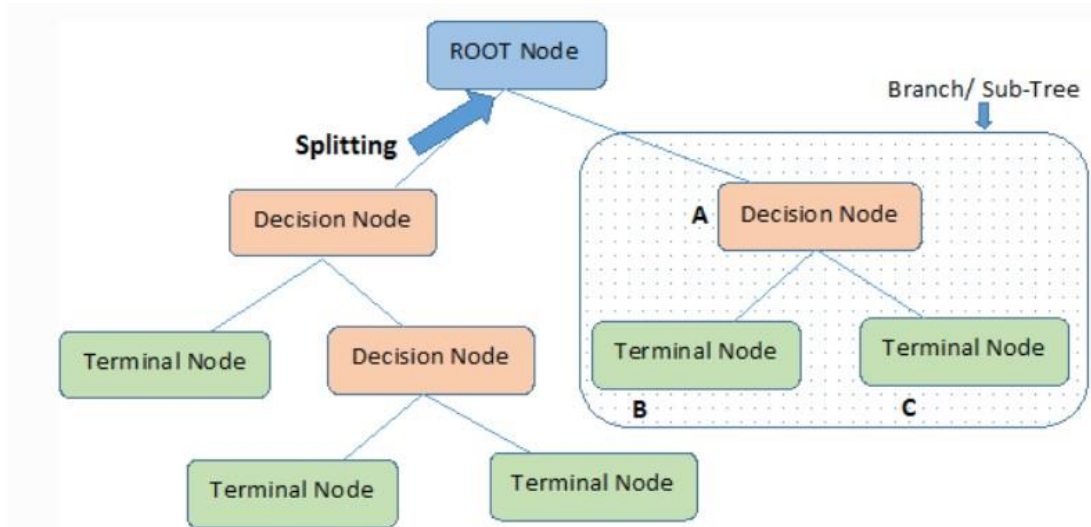 ROOT Node
Branch/ Sub-Tree
Splitting
Decision Node
A
Decision Node
Terminal Node
Decision Node
Terminal Node
Terminal Node
B
C
Terminal Node
Terminal Node